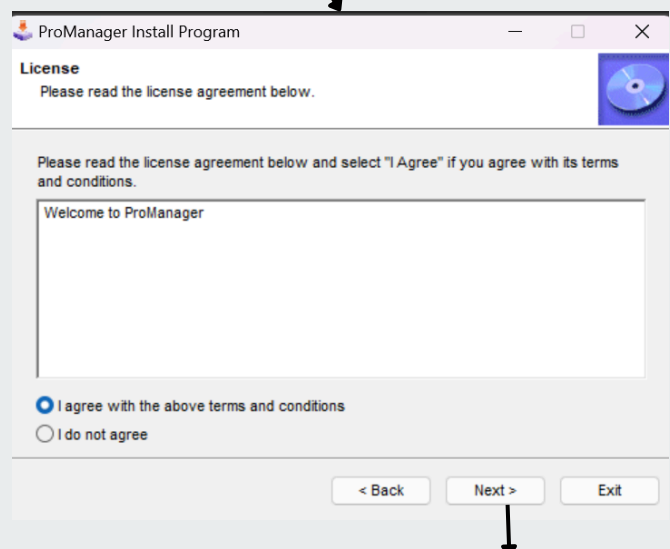 ProManager Install Program
License
Please read the license agreement below.
Please read the license agreement below and select "I Agree" if you agree with its terms
and conditions.
Welcome to ProManager
I agree with the above terms and conditions
I do not agree
< Back Next > Exit